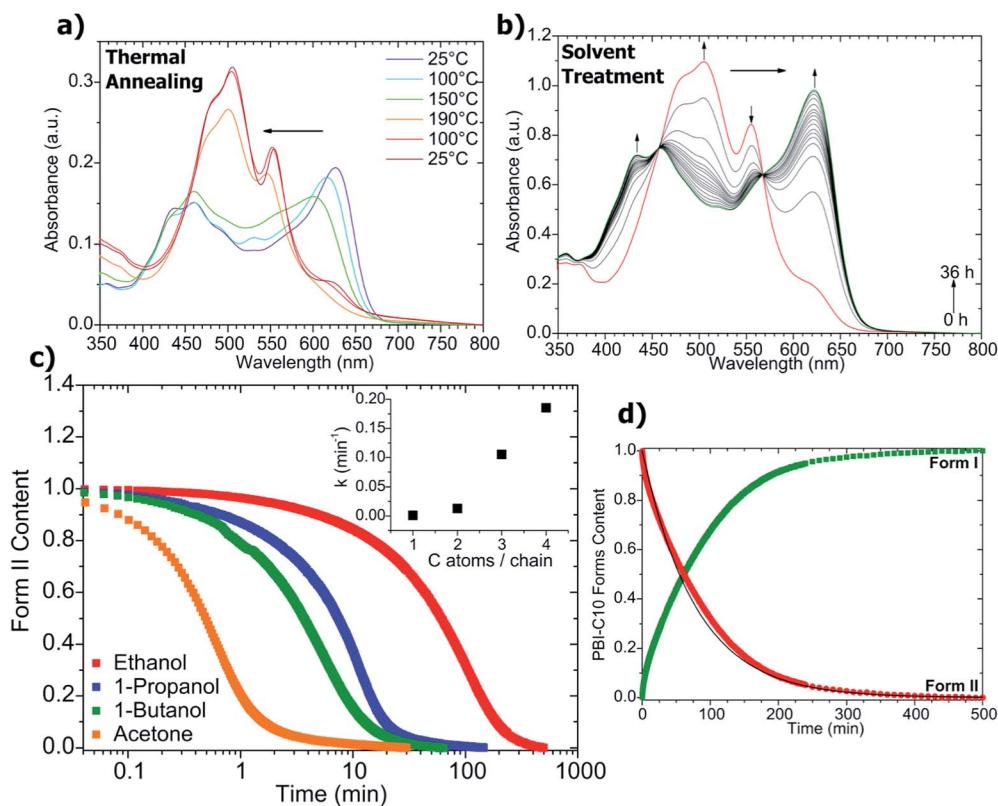 a)
Thermal
Annealing
25°C
100°C
150°C
190°C
100°C
25°C
Absorbance (a.u.)
0.3
0.2
0.1
0.0
350 400 450 500 550 600 650 700 750 800
Wavelength (nm)
b)
Solvent
Treatment
Absorbance (a.u.)
1.2
1.0
0.8
0.6
0.4
0.2
0.0
36 h
0 h
350 400 450 500 550 600 650 700 750 800
Wavelength (nm)
c)
Form II Content
1.4
1.2
1.0
0.8
0.6
0.4
0.2
0.0
k (min⁻¹)
0.20
0.15
0.10
0.05
0.00
1 2 3 4
C atoms / chain
Ethanol
1-Propanol
1-Butanol
Acetone
0.1 1 10 100 1000
Time (min)
d)
PBI-C10 Forms Content
1.0
0.8
0.6
0.4
0.2
0.0
Form I
Form II
0 100 200 300 400 500
Time (min)